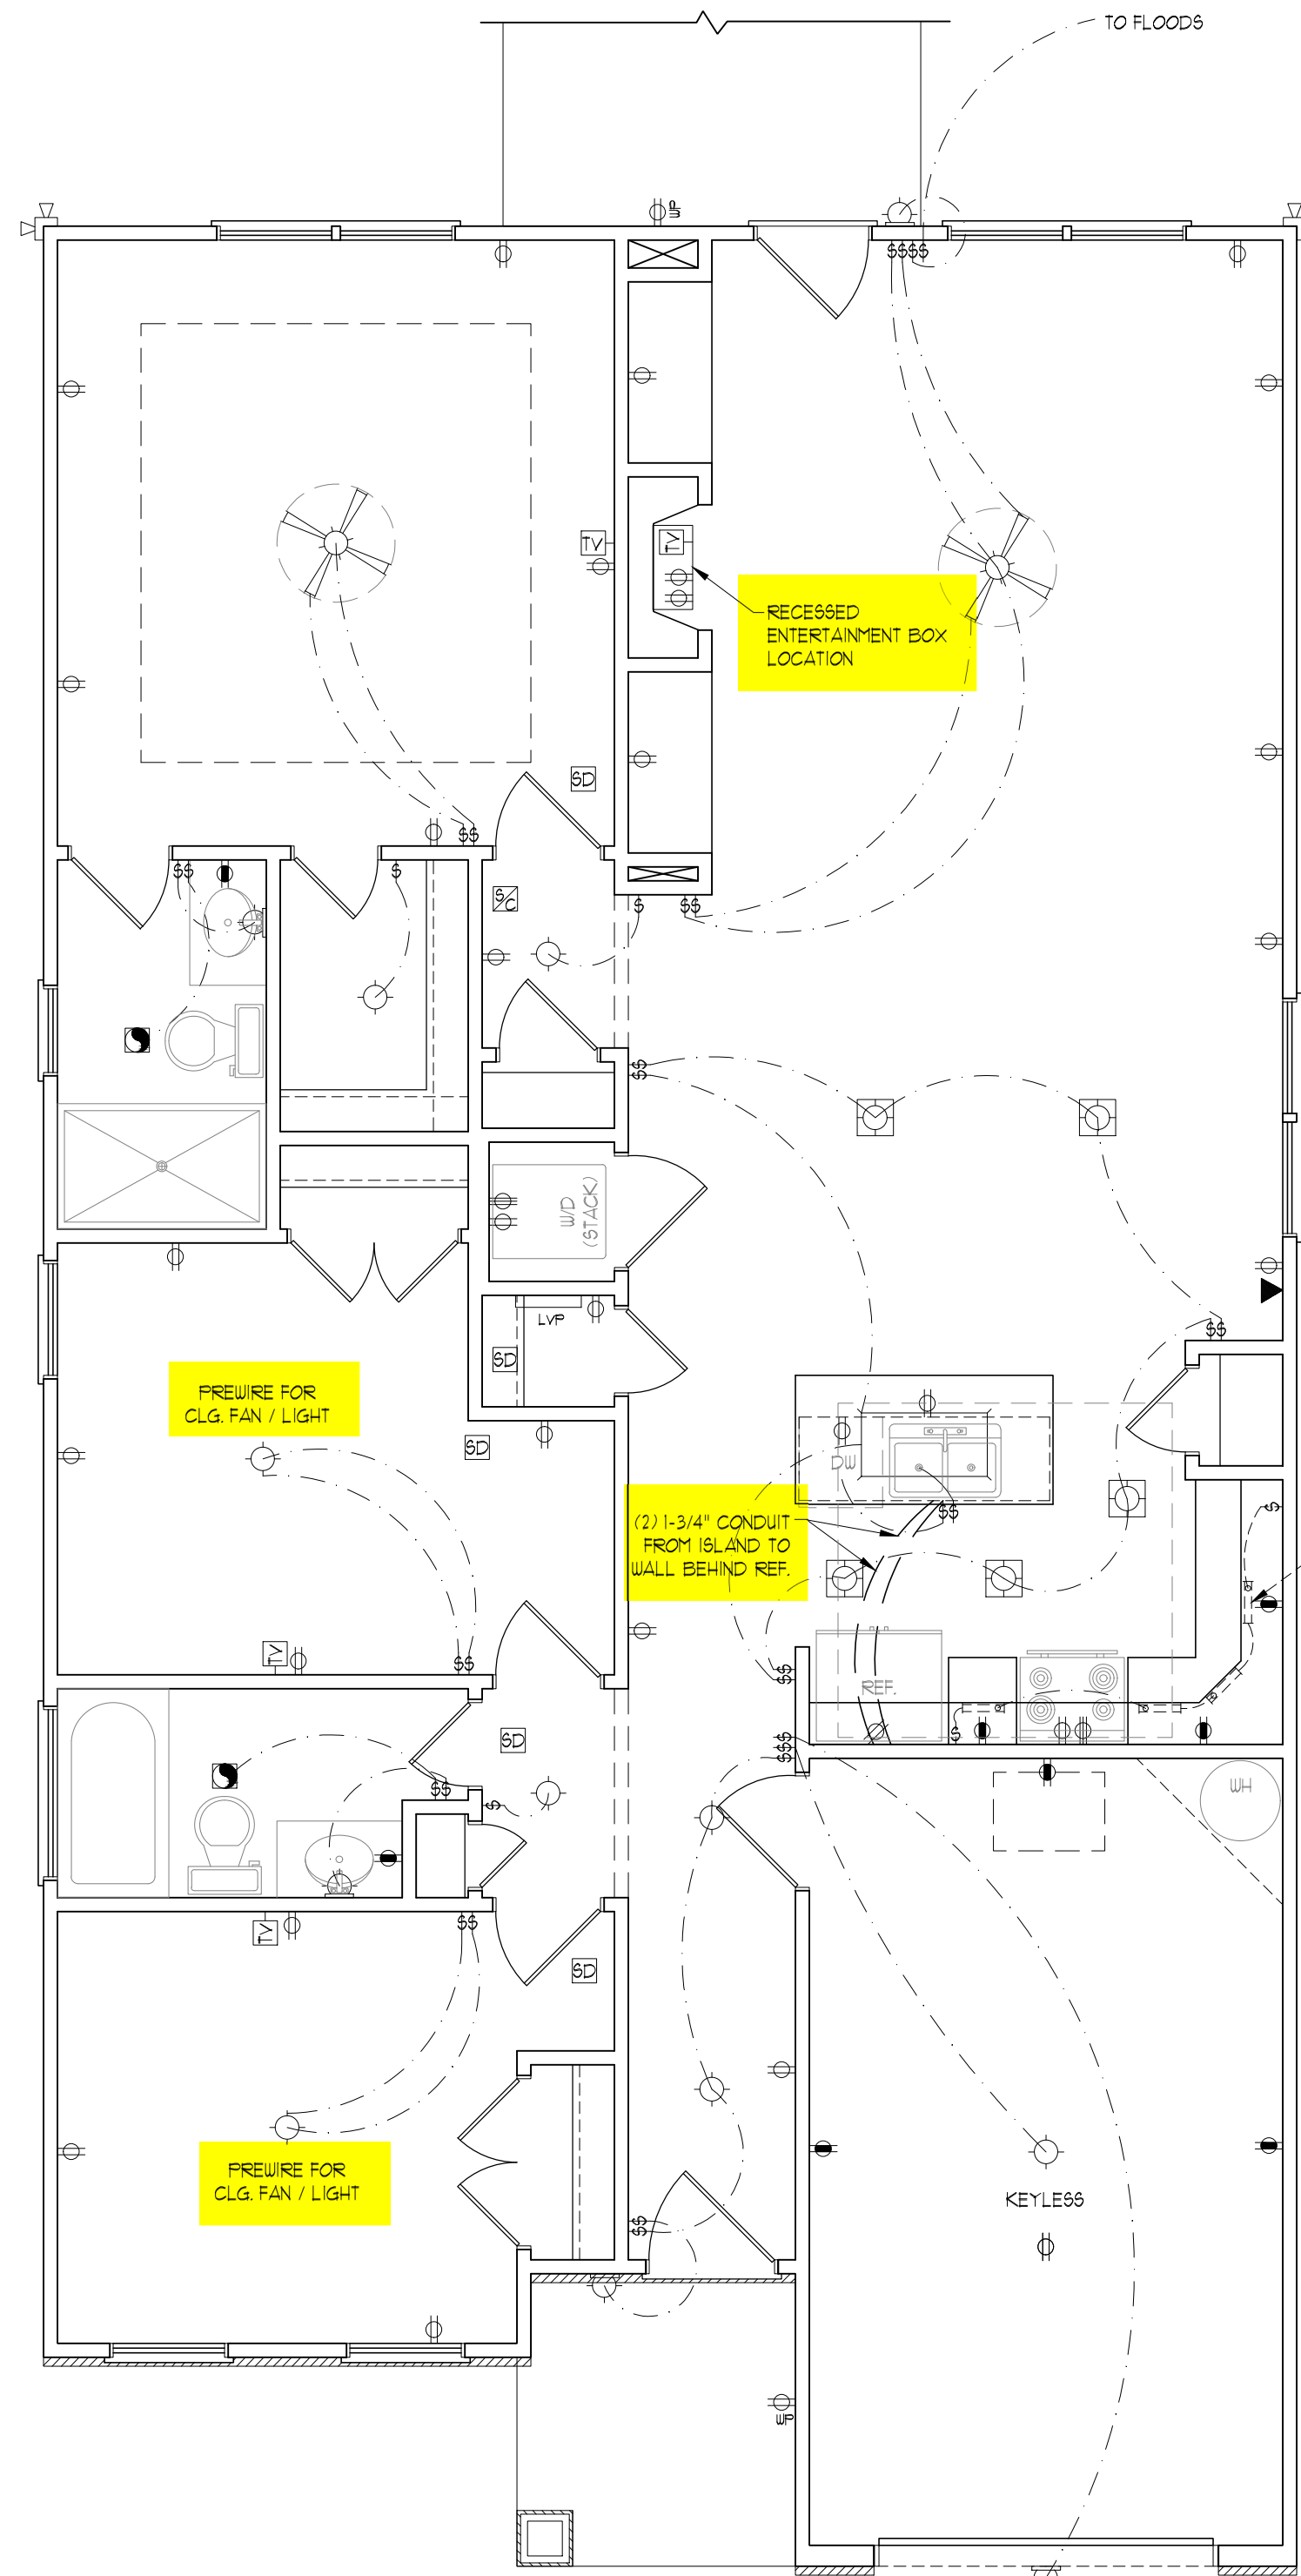 TO FLOODS
WP
$$$$
TV
TV
RECESSED
ENTERTAINMENT BOX
LOCATION
SD
$$
$$
$
S/C
$
$$
$$
W/D
(STACK)
LVP
$$
SD
PREWIRE FOR
CLG. FAN / LIGHT
SD
DW
$
$$
(2) 1-3/4" CONDUIT
FROM ISLAND TO
WALL BEHIND REF.
TV
$$
$$
REF.
$
SD
$$$
WH
$$
$
TV
$$
SD
KEYLESS
PREWIRE FOR
CLG. FAN / LIGHT
$$
WP